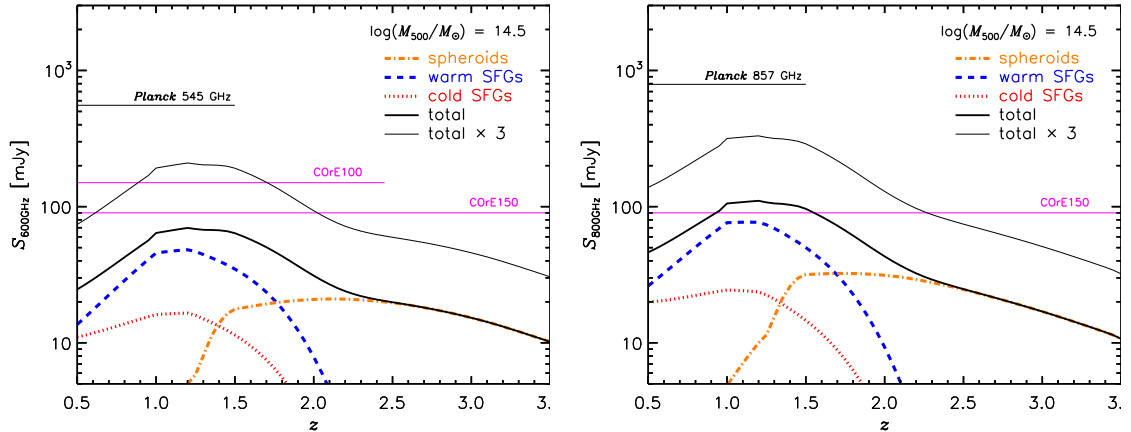 log(M500/M⊙) = 14.5
spheroids
warm SFGs
cold SFGs
total
total × 3
Planck 545 GHz
COrE100
COrE150
S600GHz [mJy]
10³
100
10
0.5 1.0 1.5 2.0 2.5 3.0 3.
z
log(M500/M⊙) = 14.5
spheroids
warm SFGs
cold SFGs
total
total × 3
Planck 857 GHz
COrE150
S800GHz [mJy]
10³
100
10
0.5 1.0 1.5 2.0 2.5 3.0 3.
z